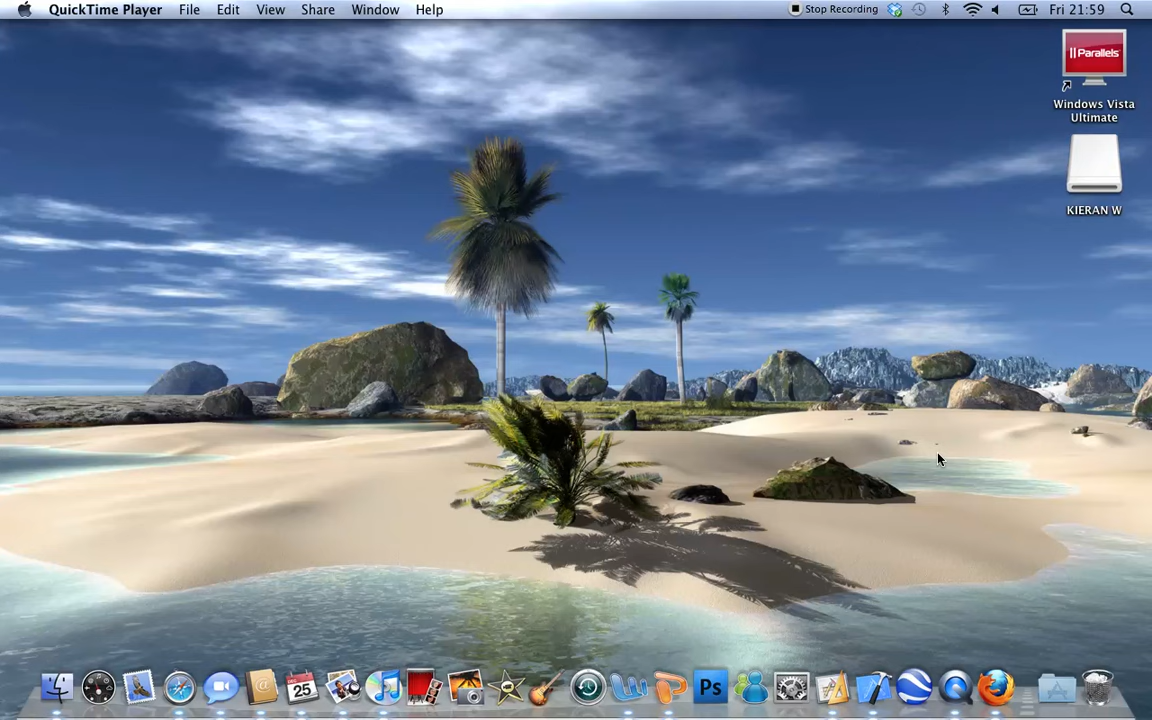 QuickTime Player File Edit View Share Window Help Stop Recording Fri 21:59
|| Parallels
Windows Vista
Ultimate
KIERAN W
25
Ps